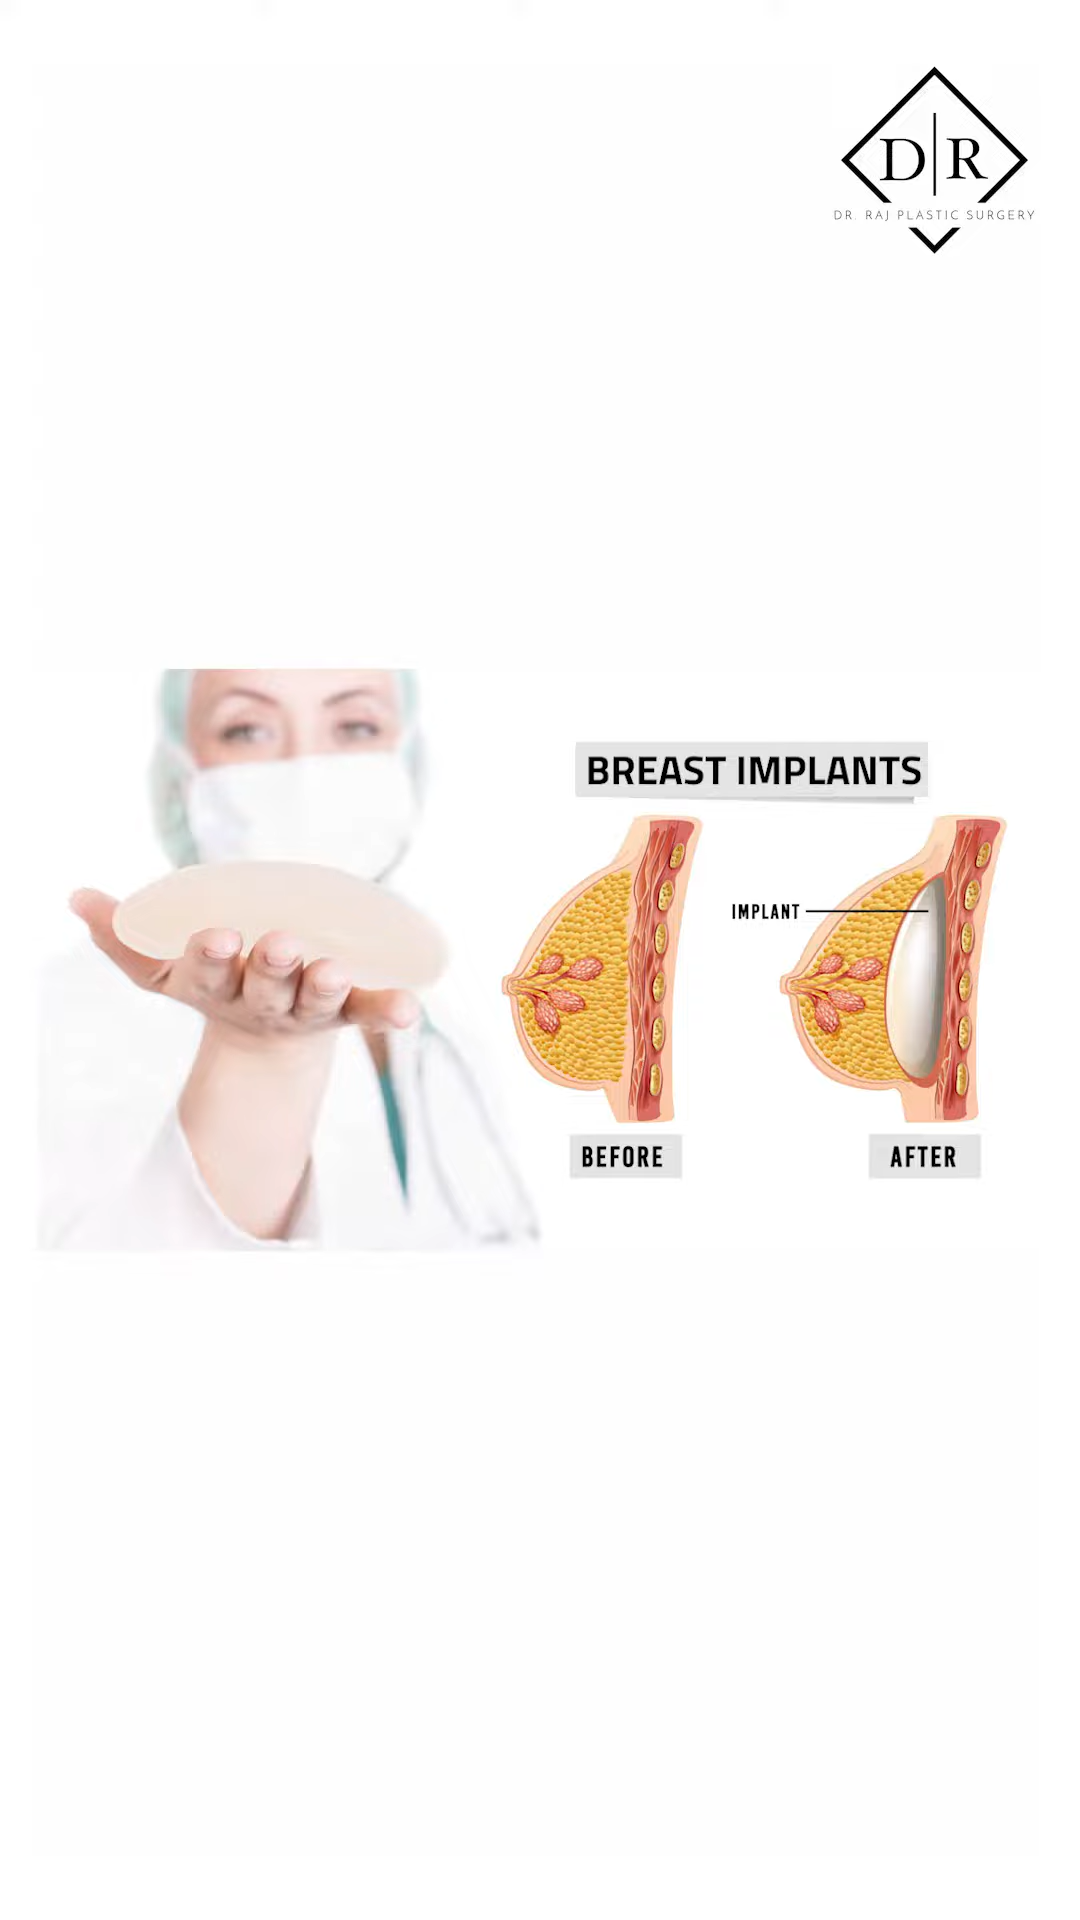 D R
DR. RAJ PLASTIC SURGERY
BREAST IMPLANTS
IMPLANT
BEFORE
AFTER